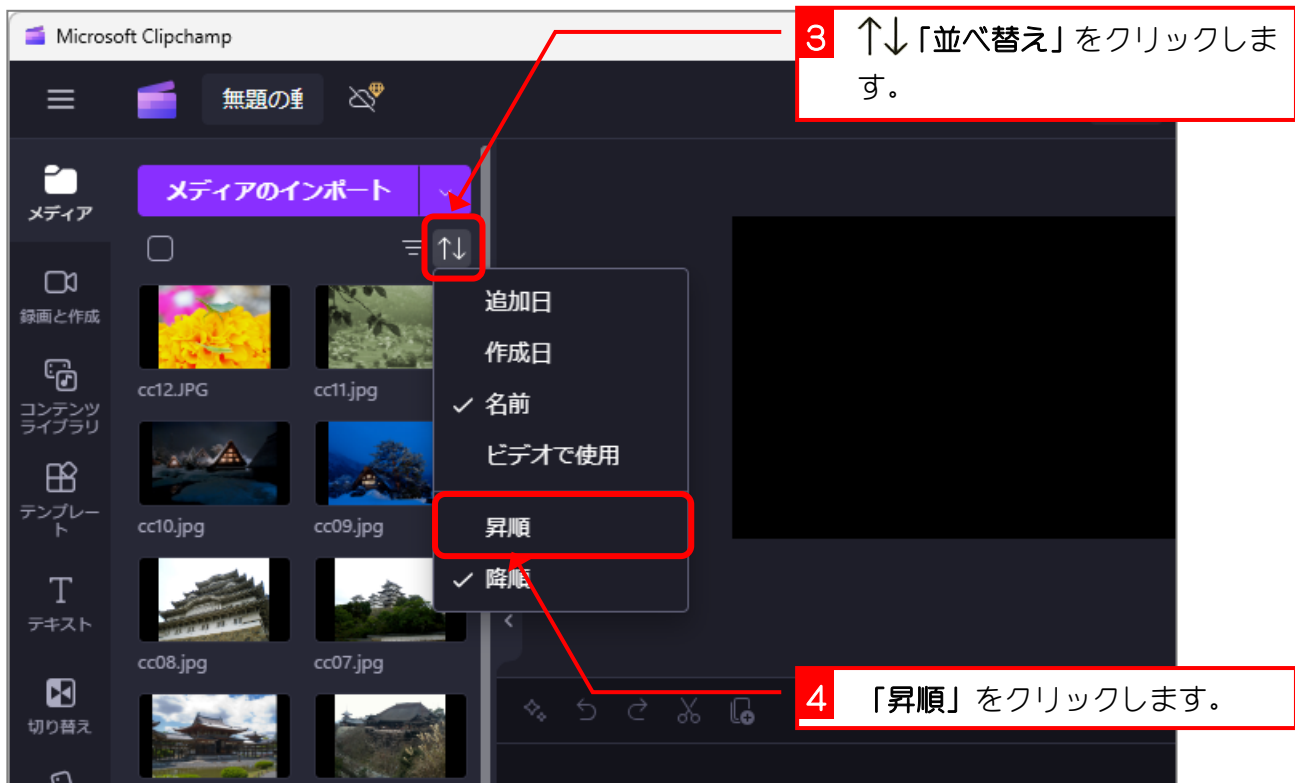 Microsoft Clipchamp
3 ↑↓「並べ替え」をクリックしま
す。
無題の動
メディアのインポート
メディア
録画と作成
コンテンツ
ライブラリ
テンプレー
ト
テキスト
切り替え
cc12.JPG
cc11.jpg
cc10.jpg
cc09.jpg
cc08.jpg
cc07.jpg
追加日
作成日
✓ 名前
ビデオで使用
昇順
✓ 降順
4 「昇順」をクリックします。